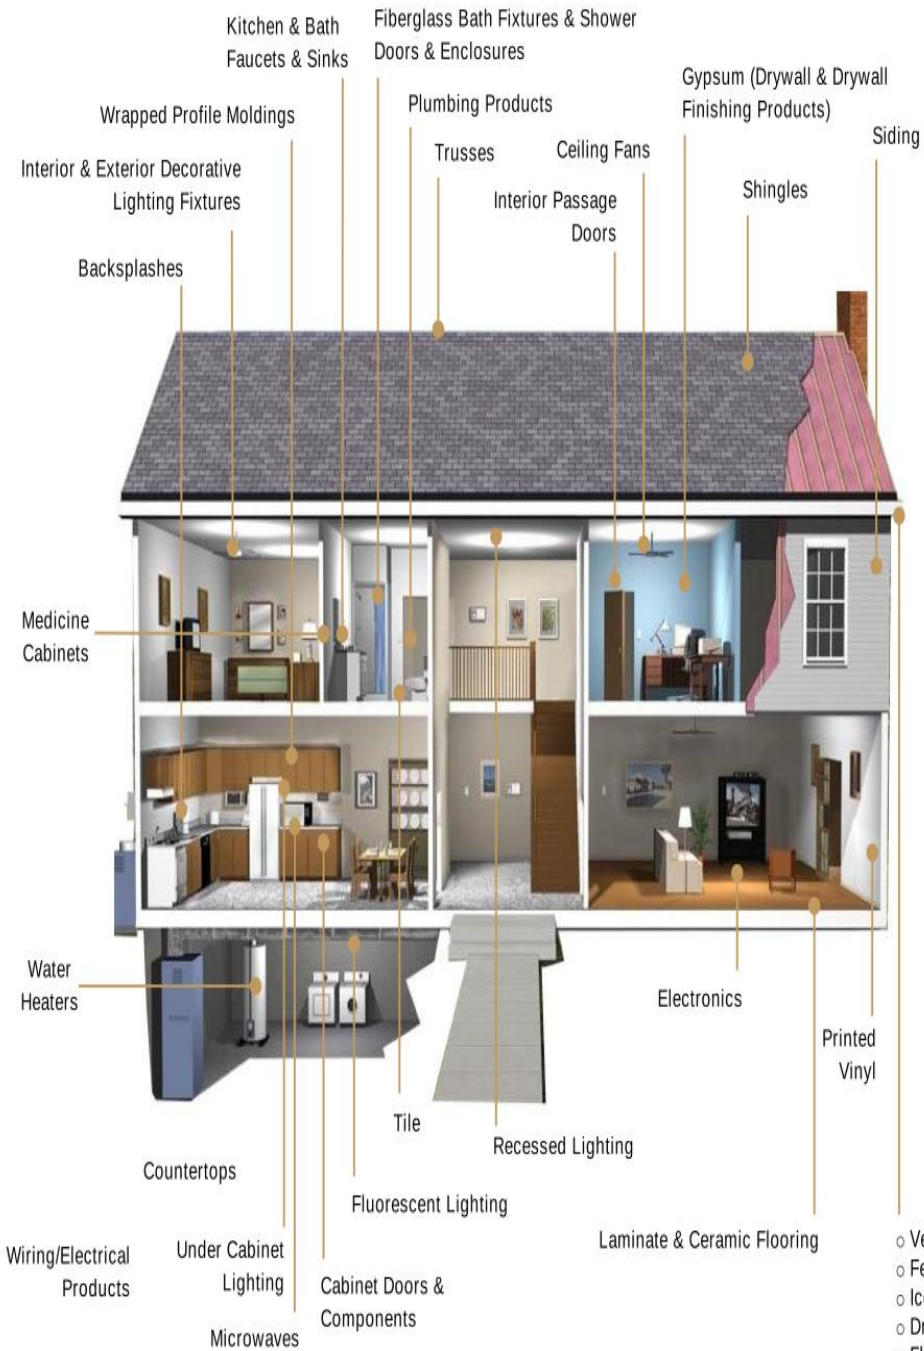 Kitchen & Bath
Faucets & Sinks
Fiberglass Bath Fixtures & Shower
Doors & Enclosures
Gypsum (Drywall & Drywall
Finishing Products)
Wrapped Profile Moldings
Plumbing Products
Trusses
Ceiling Fans
Siding
Interior & Exterior Decorative
Lighting Fixtures
Interior Passage
Doors
Shingles
Backsplashes
Medicine
Cabinets
Water
Heaters
Electronics
Printed
Vinyl
Tile
Recessed Lighting
Countertops
Fluorescent Lighting
Laminate & Ceramic Flooring
Wiring/Electrical
Products
Under Cabinet
Lighting
Cabinet Doors &
Components
Microwaves